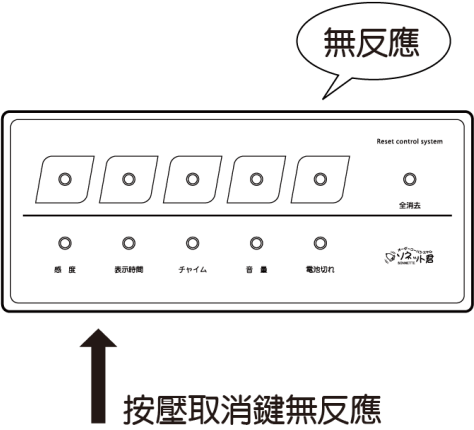 無反應
Reset control system
全消去
感 度
表示時間
チャイム
音 量
電池切れ
ソネット君
按壓取消鍵無反應